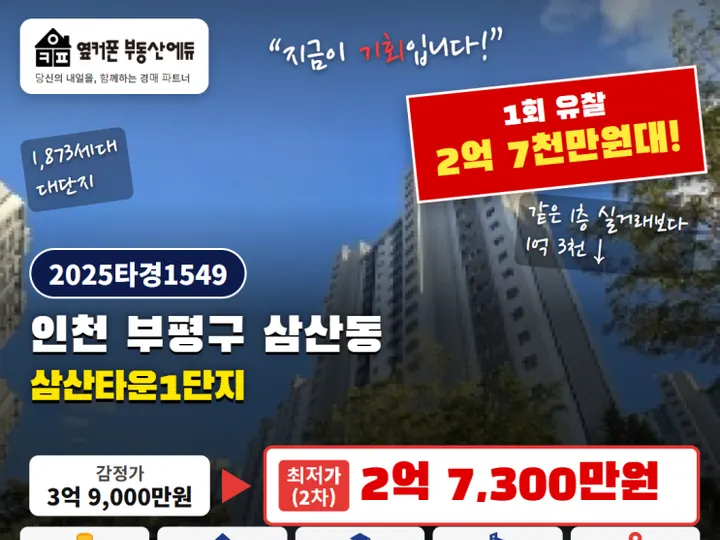 옆커폰 부동산에듀
당신의 내일을, 함께하는 경매 파트너
“지금이 기회입니다!”
1회 유찰
2억 7천만원대!
1,873세대
대단지
같은 1층 실거래보다
1억 3천 ↓
2025타경1549
인천 부평구 삼산동
삼산타운1단지
감정가
3억 9,000만원
최저가
(2차)
2억 7,300만원